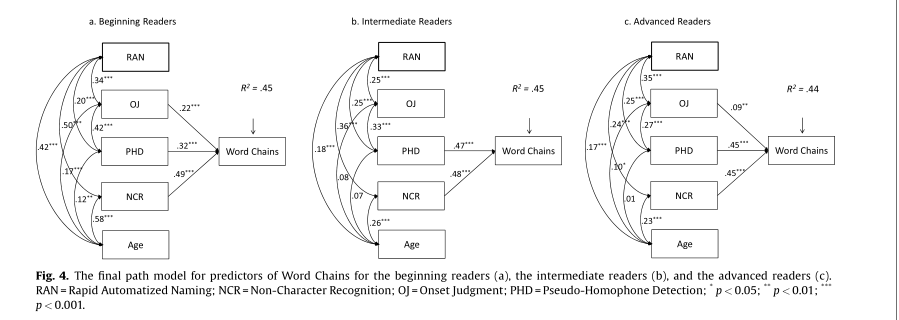 a. Beginning Readers
RAN
OJ
PHD
NCR
Age
Word Chains
R² = .45
.34***
.20***
.50***
.42***
.42***
.17***
.12**
.58***
.22***
.32***
.49***
b. Intermediate Readers
RAN
OJ
PHD
NCR
Age
Word Chains
R² = .45
.25***
.25***
.36***
.33***
.18***
.08
.07
.26***
.47***
.48***
c. Advanced Readers
RAN
OJ
PHD
NCR
Age
Word Chains
R² = .44
.35***
.25***
.24***
.27***
.17***
.10*
.01
.23***
.09**
.45***
.45***
Fig. 4. The final path model for predictors of Word Chains for the beginning readers (a), the intermediate readers (b), and the advanced readers (c).
RAN = Rapid Automatized Naming; NCR = Non-Character Recognition; OJ = Onset Judgment; PHD = Pseudo-Homophone Detection; * p < 0.05; ** p < 0.01; ***
p < 0.001.